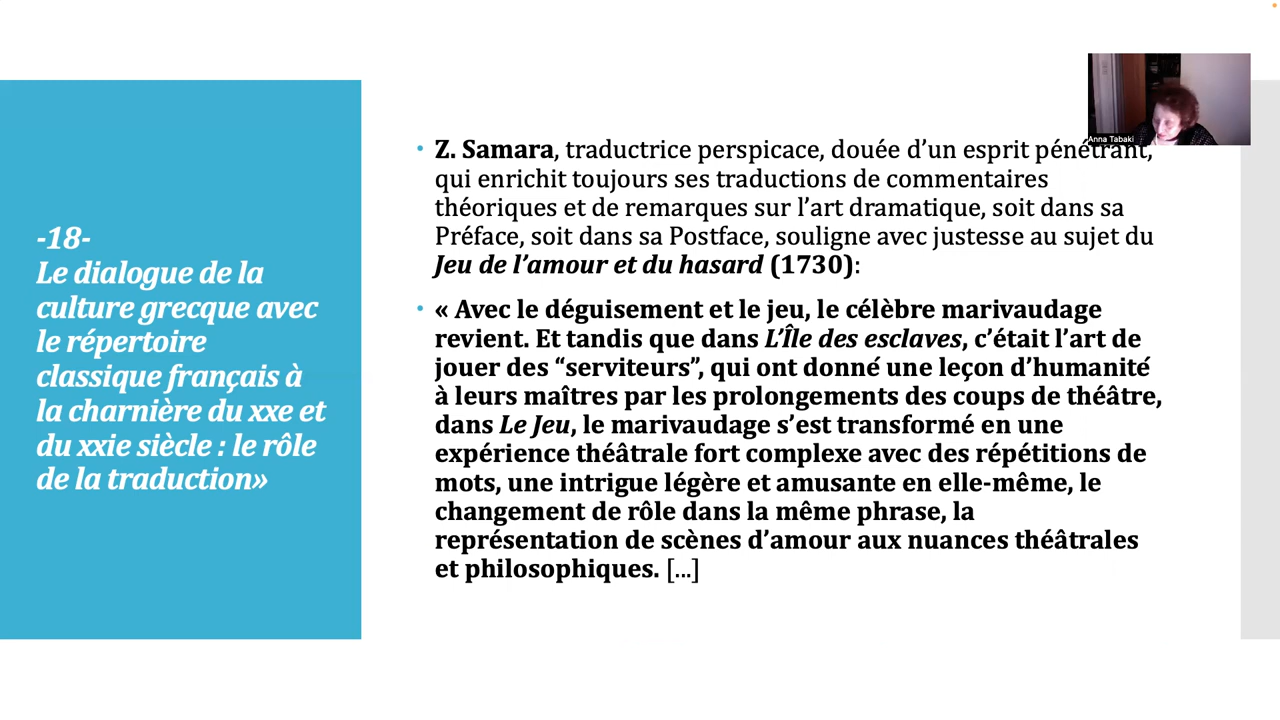 -18-
Le dialogue de la
culture grecque avec
le répertoire
classique français à
la charnière du xxe et
du xxie siècle : le rôle
de la traduction»
Anna Tabaki
• Z. Samara, traductrice perspicace, douée d’un esprit pénétrant,
qui enrichit toujours ses traductions de commentaires
théoriques et de remarques sur l’art dramatique, soit dans sa
Préface, soit dans sa Postface, souligne avec justesse au sujet du
Jeu de l’amour et du hasard (1730):
• « Avec le déguisement et le jeu, le célèbre marivaudage
revient. Et tandis que dans L’Île des esclaves, c’était l’art de
jouer des “serviteurs”, qui ont donné une leçon d’humanité
à leurs maîtres par les prolongements des coups de théâtre,
dans Le Jeu, le marivaudage s’est transformé en une
expérience théâtrale fort complexe avec des répétitions de
mots, une intrigue légère et amusante en elle-même, le
changement de rôle dans la même phrase, la
représentation de scènes d’amour aux nuances théâtrales
et philosophiques. [...]